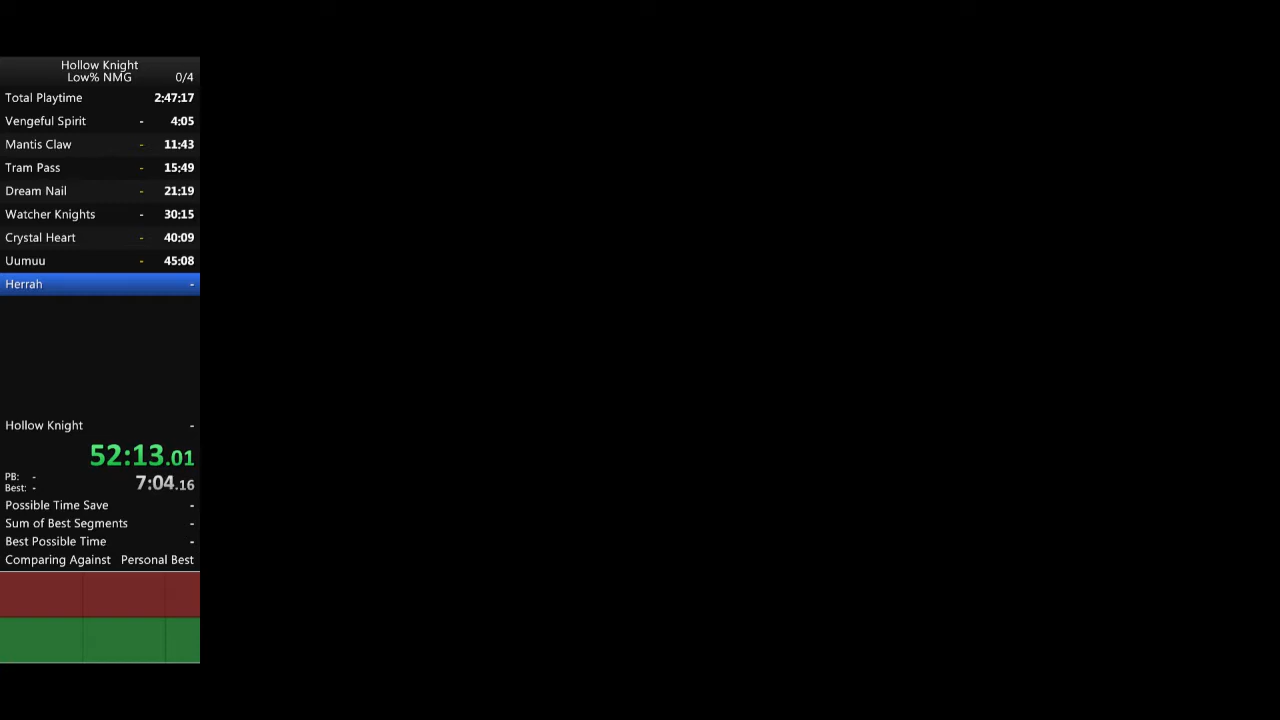 Hollow Knight
Low% NMG 0/4
Total Playtime 2:47:17
Vengeful Spirit - 4:05
Mantis Claw - 11:43
Tram Pass - 15:49
Dream Nail - 21:19
Watcher Knights - 30:15
Crystal Heart - 40:09
Uumuu - 45:08
Herrah -
Hollow Knight -
52:13.01
PB: -
Best: - 7:04.16
Possible Time Save -
Sum of Best Segments -
Best Possible Time -
Comparing Against Personal Best